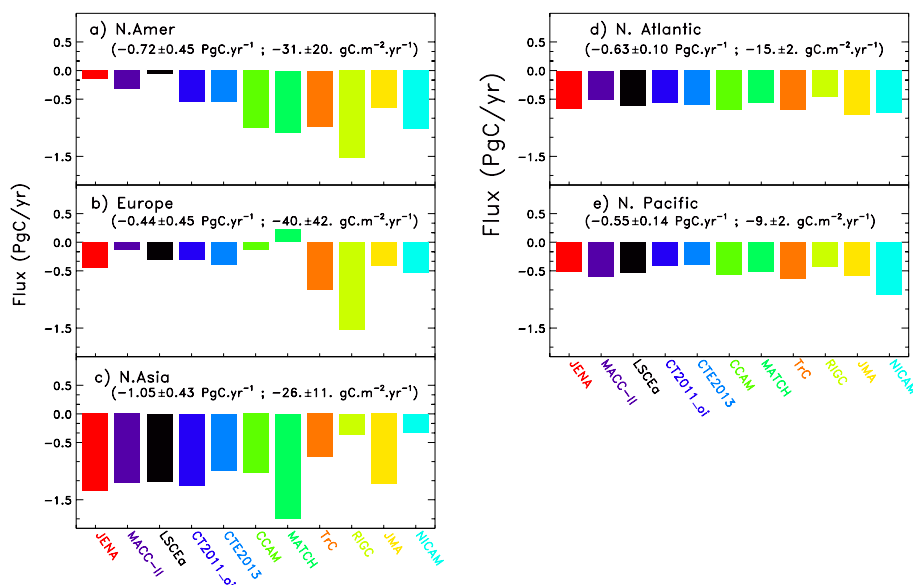 a) N.Amer
(−0.72±0.45 PgC.yr⁻¹ ; −31.±20. gC.m⁻².yr⁻¹)
0.5
0.0
−0.5
−1.5
b) Europe
(−0.44±0.45 PgC.yr⁻¹ ; −40.±42. gC.m⁻².yr⁻¹)
0.5
0.0
−0.5
−1.5
Flux (PgC/yr)
c) N.Asia
(−1.05±0.43 PgC.yr⁻¹ ; −26.±11. gC.m⁻².yr⁻¹)
0.5
0.0
−0.5
−1.5
JENA
MACC−II
LSCEa
CT2011_oi
CTE2013
CCAM
MATCH
TrC
RIGC
JMA
NICAM
d) N. Atlantic
(−0.63±0.10 PgC.yr⁻¹ ; −15.±2. gC.m⁻².yr⁻¹)
0.5
0.0
−0.5
−1.5
Flux (PgC/yr)
e) N. Pacific
(−0.55±0.14 PgC.yr⁻¹ ; −9.±2. gC.m⁻².yr⁻¹)
0.5
0.0
−0.5
−1.5
JENA
MACC−II
LSCEa
CT2011_oi
CTE2013
CCAM
MATCH
TrC
RIGC
JMA
NICAM